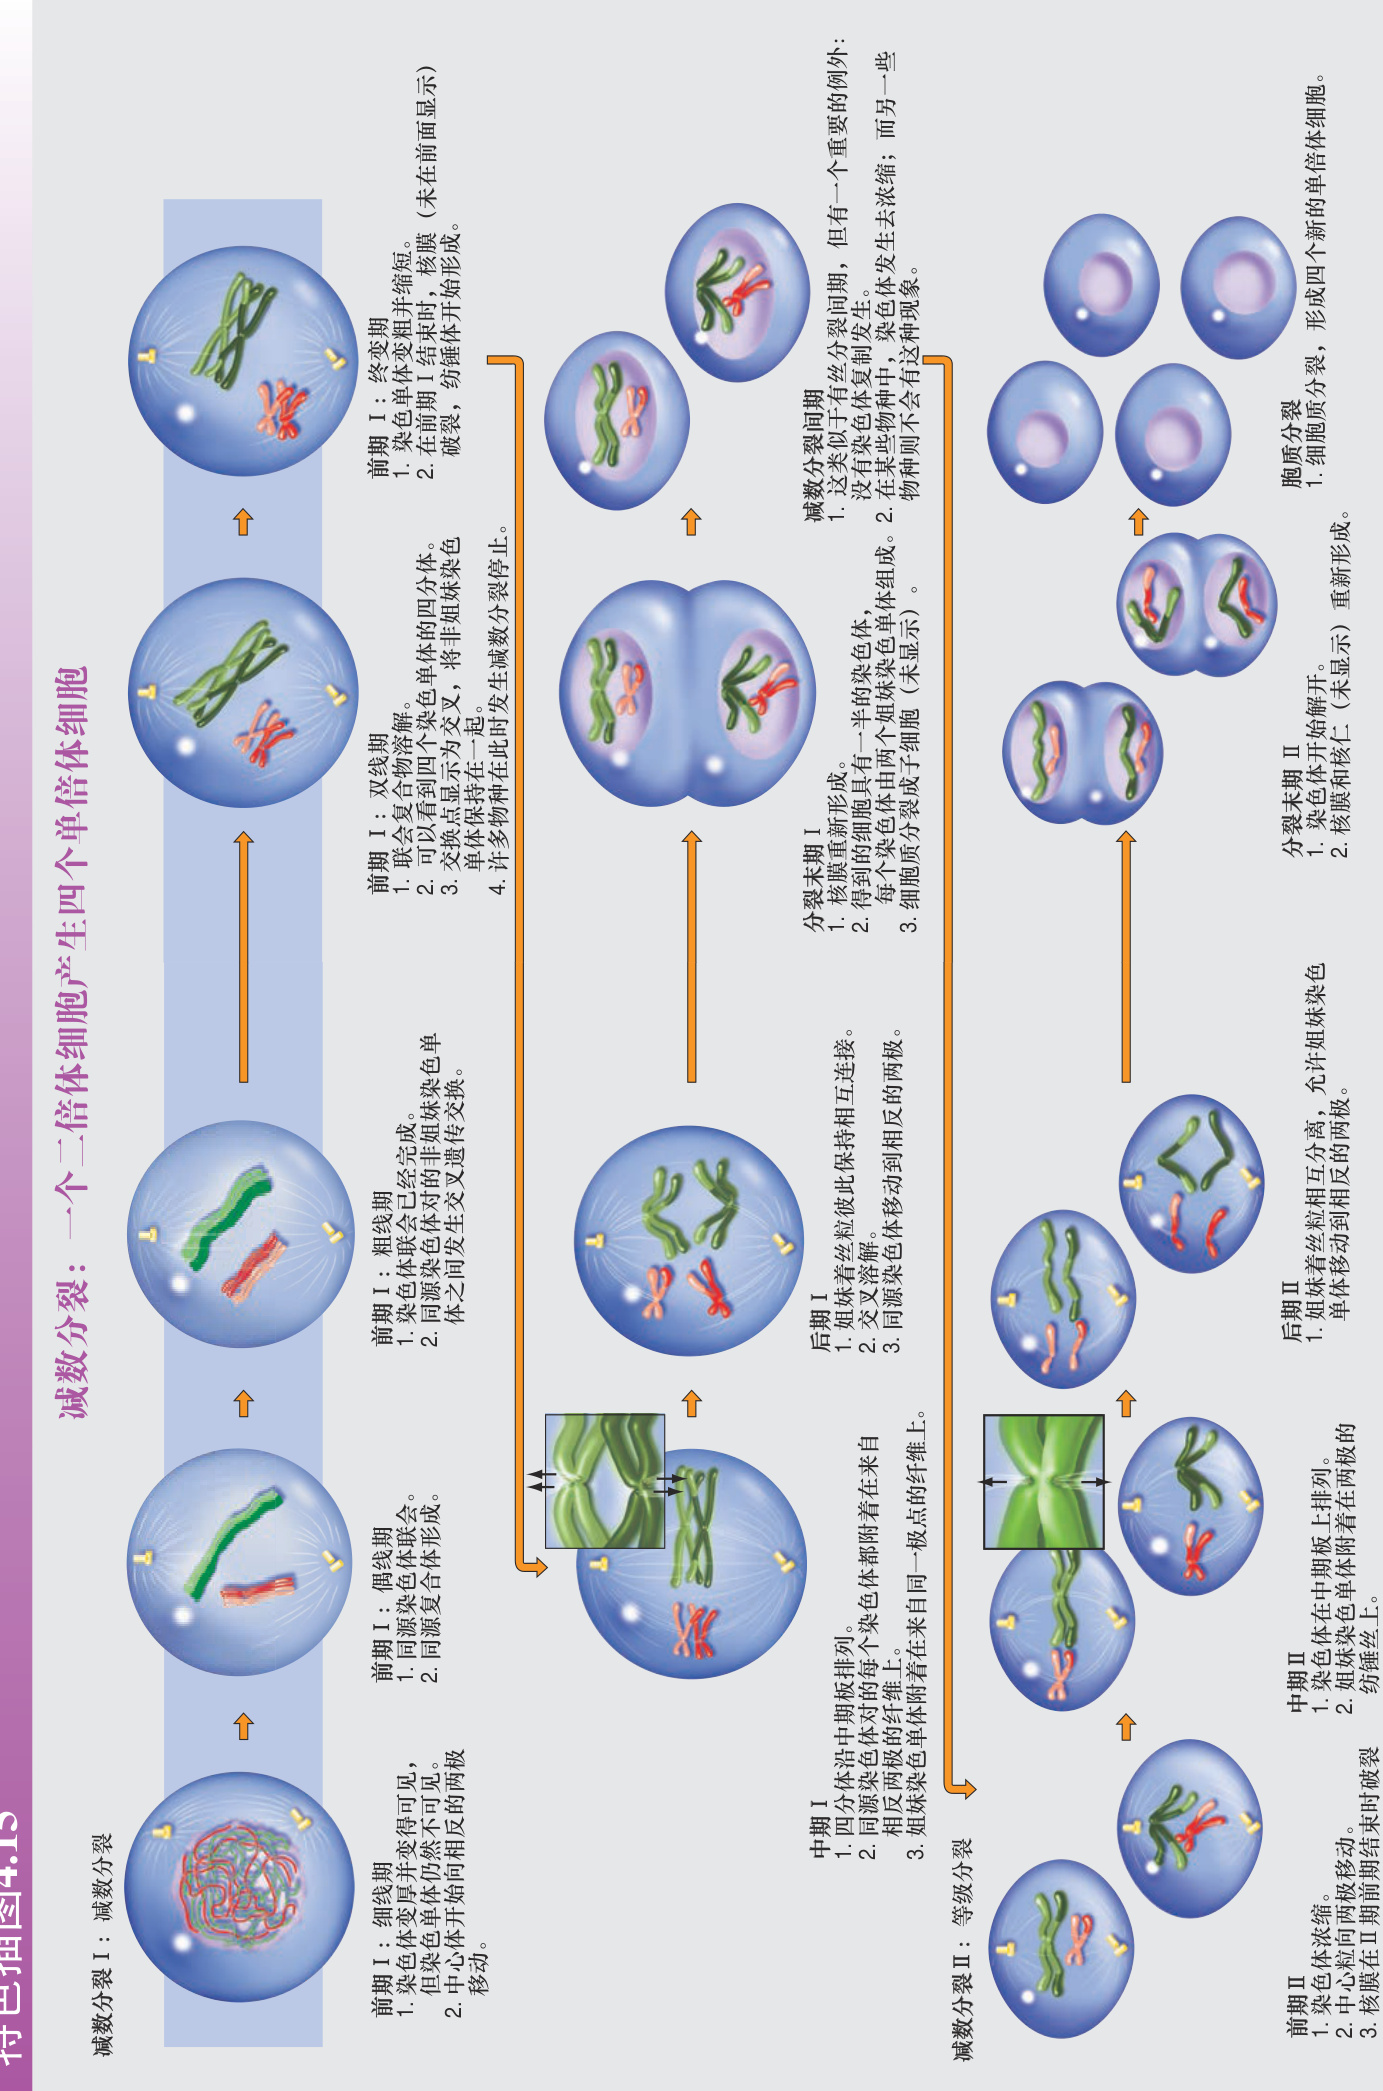 特色插图4.15
减数分裂：一个二倍体细胞产生四个单倍体细胞
减数分裂 I：减数分裂
前期 I：细线期
1. 染色体变厚并变得可见，
但染色单体仍然不可见。
2. 中心体开始向相反的两极
移动。
前期 I：偶线期
1. 同源染色体联会。
2. 同源复合体形成。
前期 I：粗线期
1. 染色体联会已经完成。
2. 同源染色体对的非姐妹染色单
体之间发生交叉遗传交换。
前期 I：双线期
1. 联会复合物溶解。
2. 可以看到四个染色单体的四分体。
3. 交换点显示为交叉，将非姐妹染色
单体保持在一起。
4. 许多物种在此时发生减数分裂停止。
前期 I：终变期
1. 染色单体变粗并缩短。
2. 在前期 I 结束时，核膜（未在前面显示）
破裂，纺锤体开始形成。
中期 I
1. 四分体沿中期板排列。
2. 同源染色体对的每个染色体都附着在来自
相反两极的纤维上。
3. 姐妹染色单体附着在来自同一极点的纤维上。
后期 I
1. 姐妹着丝粒彼此保持相互连接。
2. 交叉溶解。
3. 同源染色体移动到相反的两极。
分裂末期 I
1. 核膜重新形成。
2. 得到的细胞具有一半的染色体，
每个染色体由两个姐妹染色单体组成。
3. 细胞质分裂成子细胞（未显示）。
减数分裂间期
1. 这类似于有丝分裂间期，但有一个重要的例外：
没有染色体复制发生。
2. 在某些物种中，染色体发生去浓缩；而另一些
物种则不会有这种现象。
减数分裂 II：等级分裂
前期 II
1. 染色体浓缩。
2. 中心粒向两极移动。
3. 核膜在 II 期前期结束时破裂
中期 II
1. 染色体在中期板上排列。
2. 姐妹染色单体附着在两极的
纺锤丝上。
后期 II
1. 姐妹着丝粒相互分离，允许姐妹染色
单体移动到相反的两极。
分裂末期 II
1. 染色体开始解开。
2. 核膜和核仁（未显示）重新形成。
胞质分裂
1. 细胞质分裂，形成四个新的单倍体细胞。